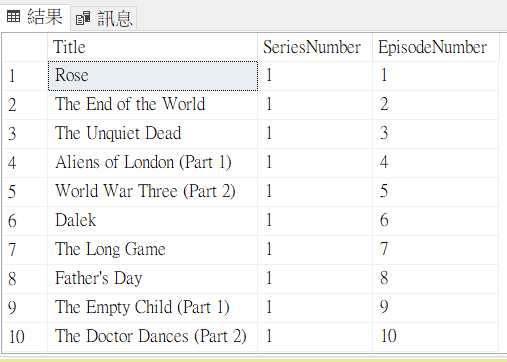 結果 訊息
Title SeriesNumber EpisodeNumber
1 Rose 1 1
2 The End of the World 1 2
3 The Unquiet Dead 1 3
4 Aliens of London (Part 1) 1 4
5 World War Three (Part 2) 1 5
6 Dalek 1 6
7 The Long Game 1 7
8 Father's Day 1 8
9 The Empty Child (Part 1) 1 9
10 The Doctor Dances (Part 2) 1 10